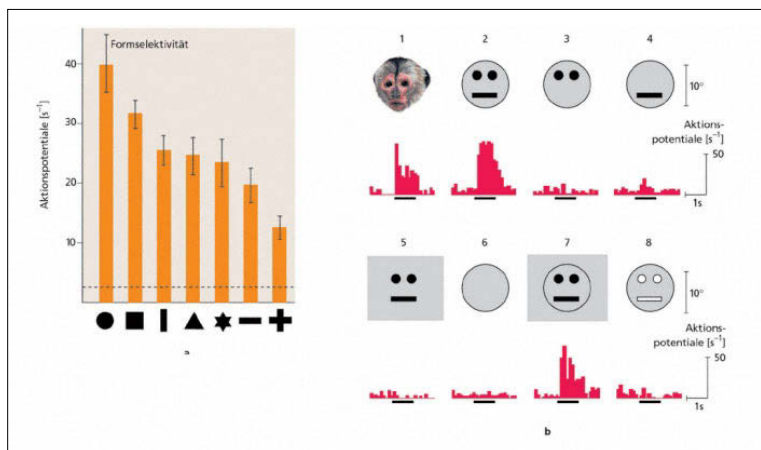 Formselektivität
Aktionspotentiale [s⁻¹]
40
30
20
10
a
1
2
3
4
10°
Aktions-
potentiale [s⁻¹]
50
1s
5
6
7
8
10°
Aktions-
potentiale [s⁻¹]
50
1s
b